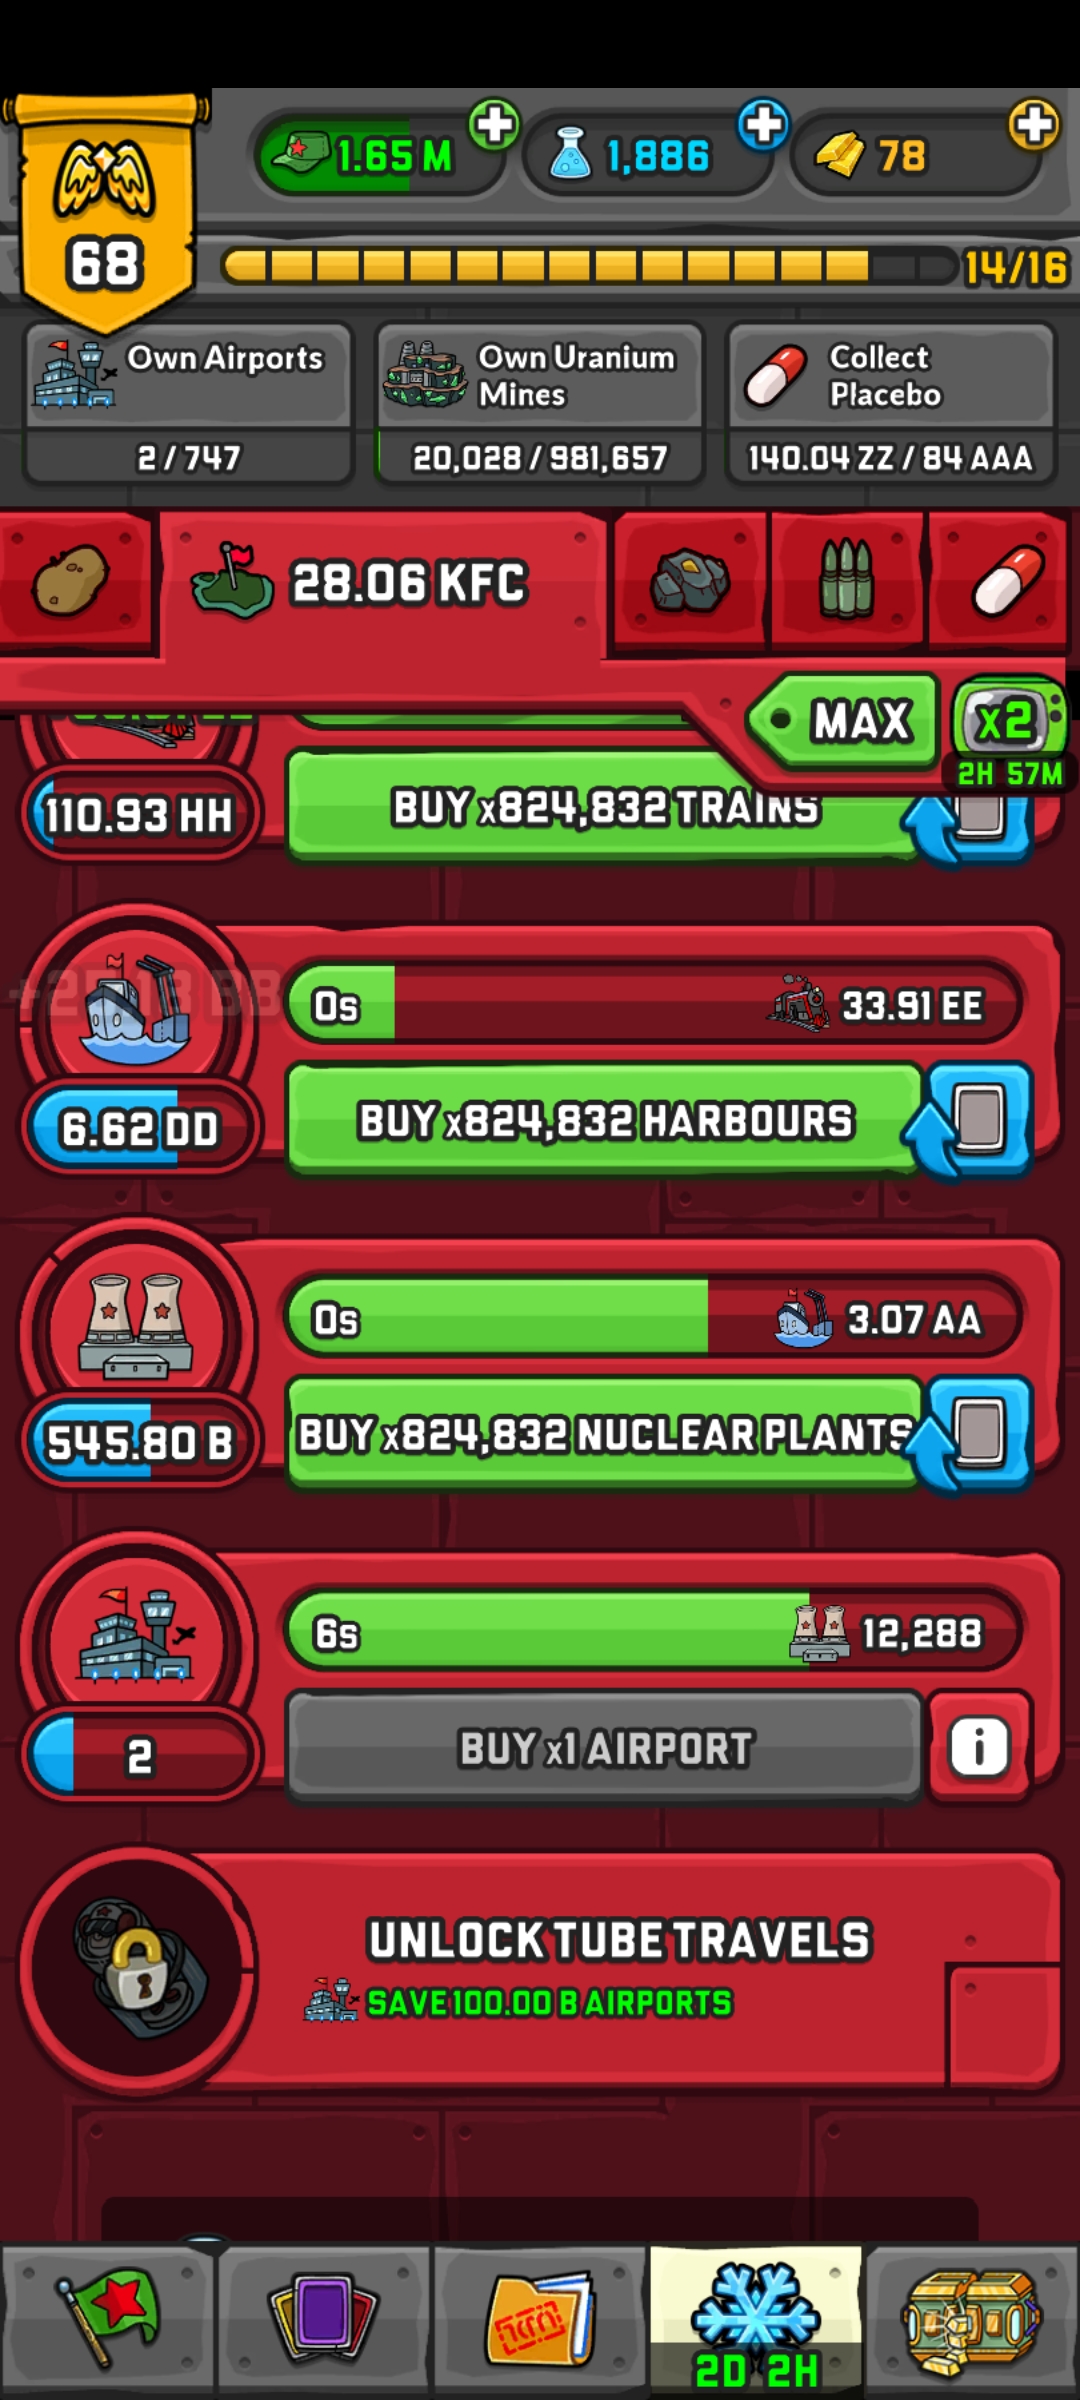 1.65 M
1,886
78
68
14/16
Own Airports
2 / 747
Own Uranium
Mines
20,028 / 981,657
Collect
Placebo
140.04 ZZ / 84 AAA
28.06 KFC
MAX
x2
2H 57M
110.93 HH
BUY x824,832 TRAINS
0s
33.91 EE
6.62 DD
BUY x824,832 HARBOURS
0s
3.07 AA
545.80 B
BUY x824,832 NUCLEAR PLANTS
6s
12,288
2
BUY x1 AIRPORT
i
UNLOCK TUBE TRAVELS
SAVE 100.00 B AIRPORTS
2D 2H